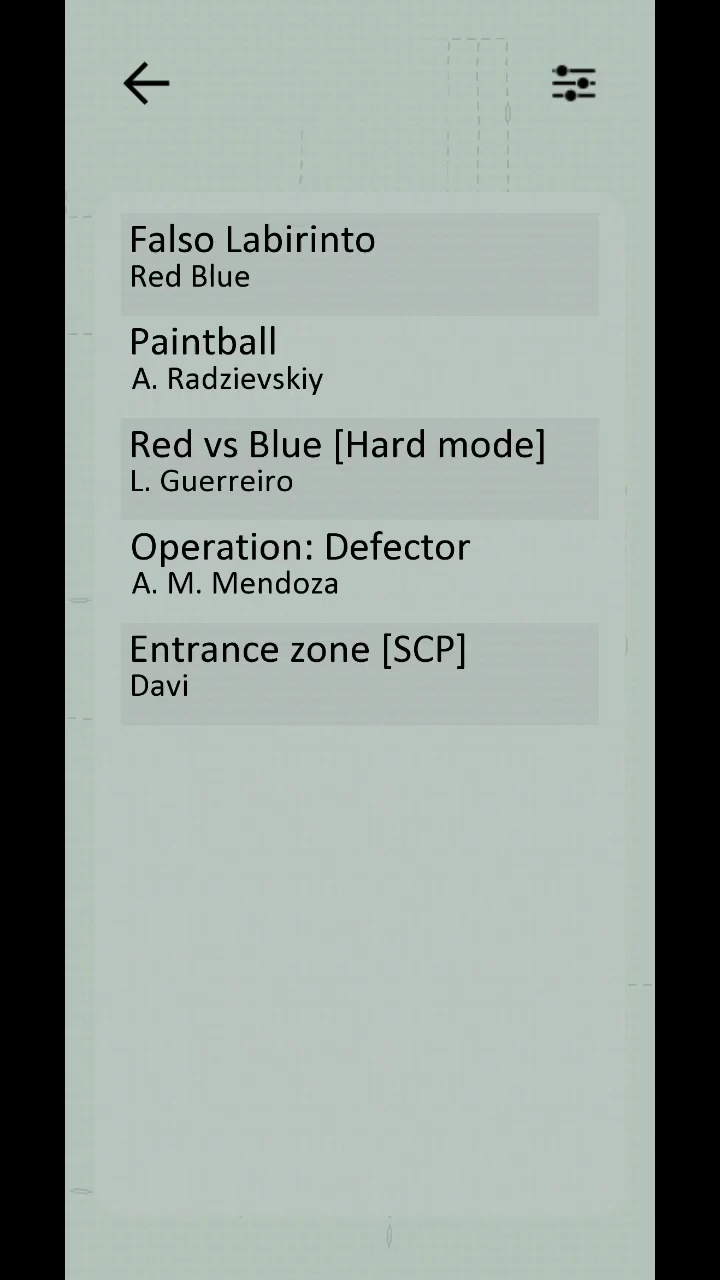 Falso Labirinto
Red Blue
Paintball
A. Radzievskiy
Red vs Blue [Hard mode]
L. Guerreiro
Operation: Defector
A. M. Mendoza
Entrance zone [SCP]
Davi